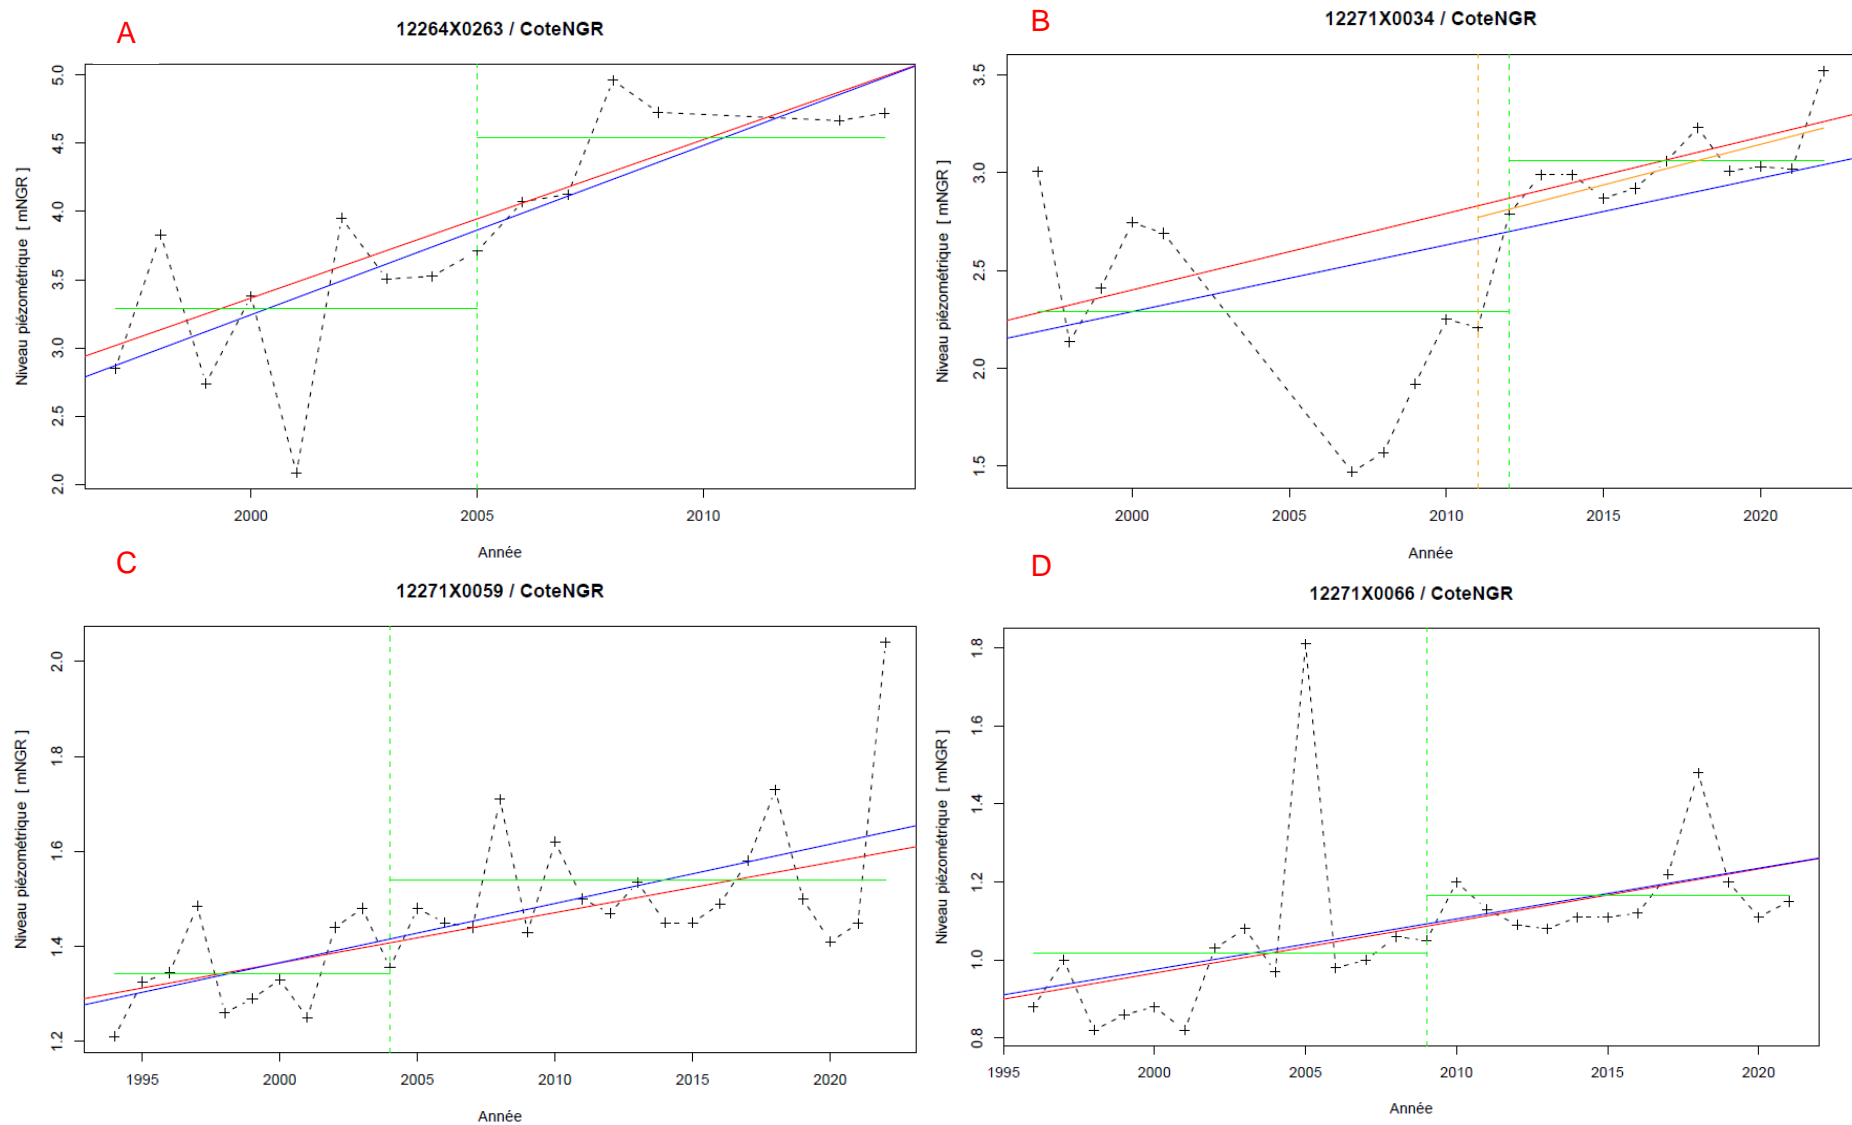 A
12264X0263 / CoteNGR
Niveau piézométrique [ mNGR ]
5.0
4.5
4.0
3.5
3.0
2.5
2.0
2000 2005 2010
Année
B
12271X0034 / CoteNGR
Niveau piézométrique [ mNGR ]
3.5
3.0
2.5
2.0
1.5
2000 2005 2010 2015 2020
Année
C
12271X0059 / CoteNGR
Niveau piézométrique [ mNGR ]
2.0
1.8
1.6
1.4
1.2
1995 2000 2005 2010 2015 2020
Année
D
12271X0066 / CoteNGR
Niveau piézométrique [ mNGR ]
1.8
1.6
1.4
1.2
1.0
0.8
1995 2000 2005 2010 2015 2020
Année